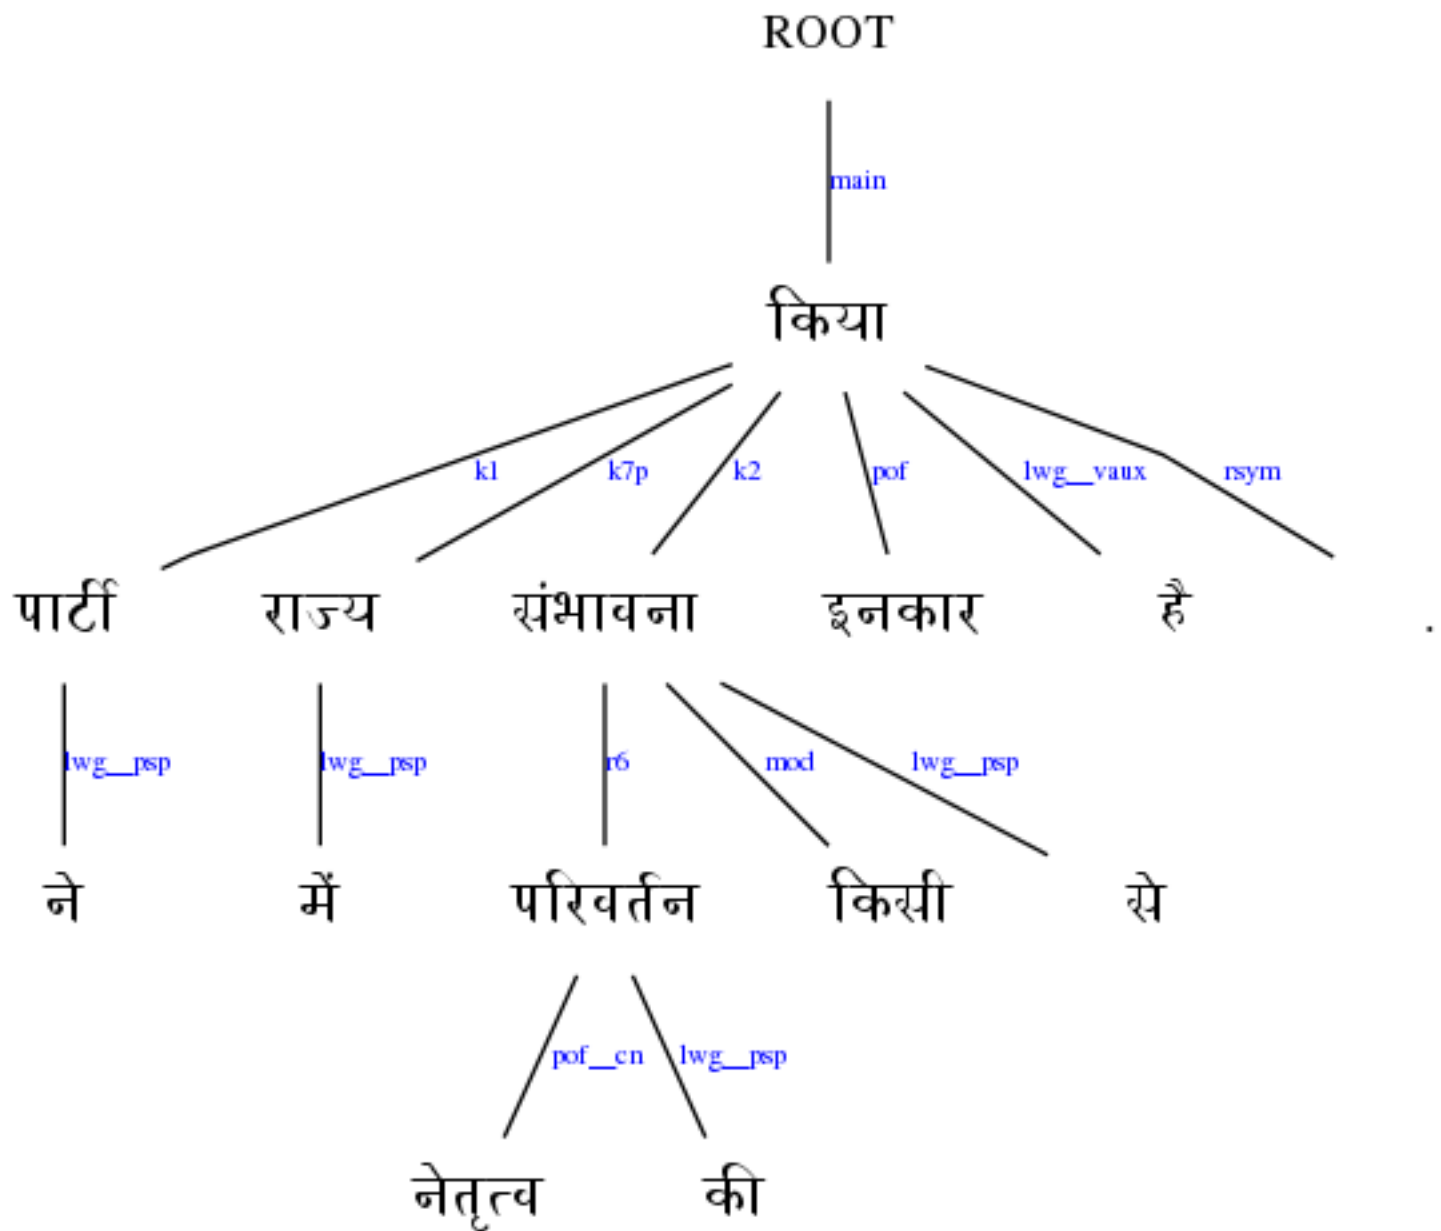 ROOT
main
किया
k1 k7p k2 pof lwg__vaux rsym
पार्टी राज्य संभावना इनकार है .
lwg__psp lwg__psp r6 mod lwg__psp
ने में परिवर्तन किसी से
pof__cn lwg__psp
नेतृत्व की